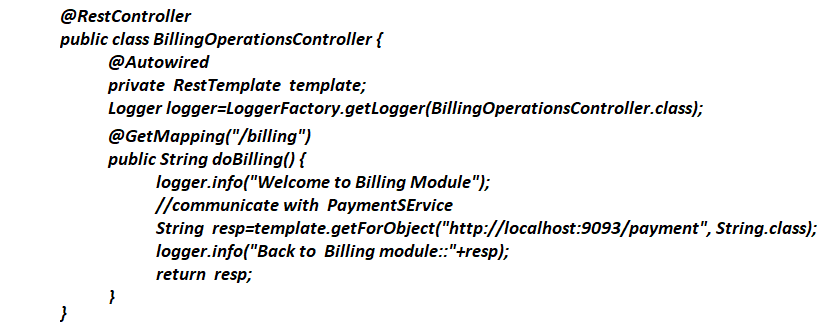 @RestController
public class BillingOperationsController {
@Autowired
private RestTemplate template;
Logger logger=LoggerFactory.getLogger(BillingOperationsController.class);
@GetMapping("/billing")
public String doBilling() {
logger.info("Welcome to Billing Module");
//communicate with PaymentSErvice
String resp=template.getForObject("http://localhost:9093/payment", String.class);
logger.info("Back to Billing module::"+resp);
return resp;
}
}